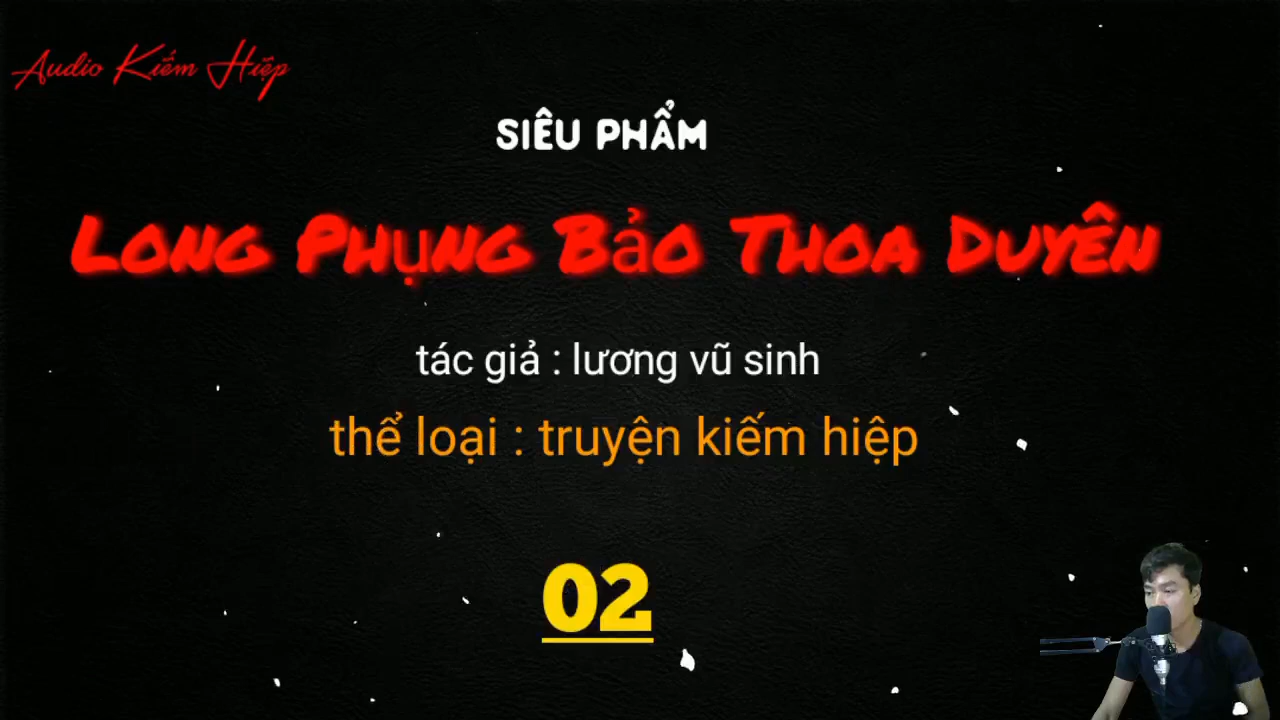 Audio Kiếm Hiệp
SIÊU PHẨM
Long Phụng Bảo Thoa Duyên
tác giả : lương vũ sinh
thể loại : truyện kiếm hiệp
02